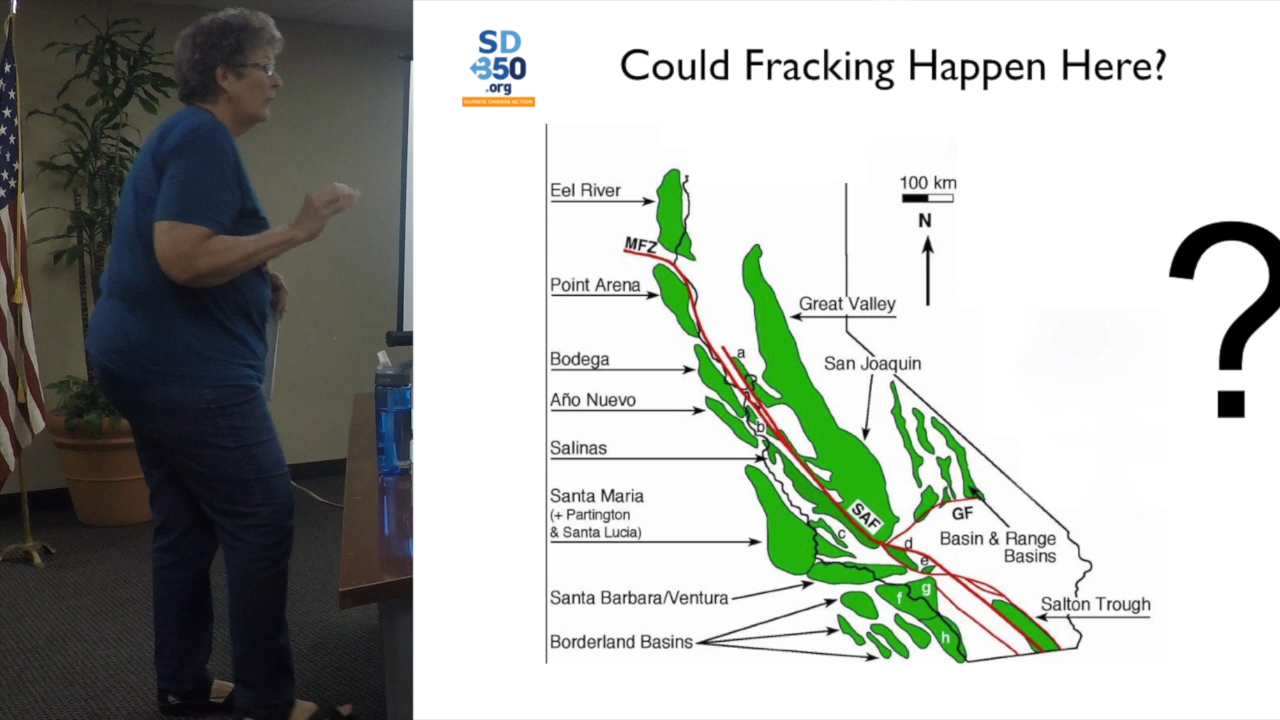 SD
350
.org
CLIMATE CHANGE ACTION
Could Fracking Happen Here?
Eel River
100 km
N
MFZ
Point Arena
Great Valley
a
Bodega
San Joaquin
Año Nuevo
b
Salinas
Santa Maria
(+ Partington
& Santa Lucia)
SAF
GF
c
d
Basin & Range
Basins
e
Santa Barbara/Ventura
f
g
Salton Trough
Borderland Basins
h
?